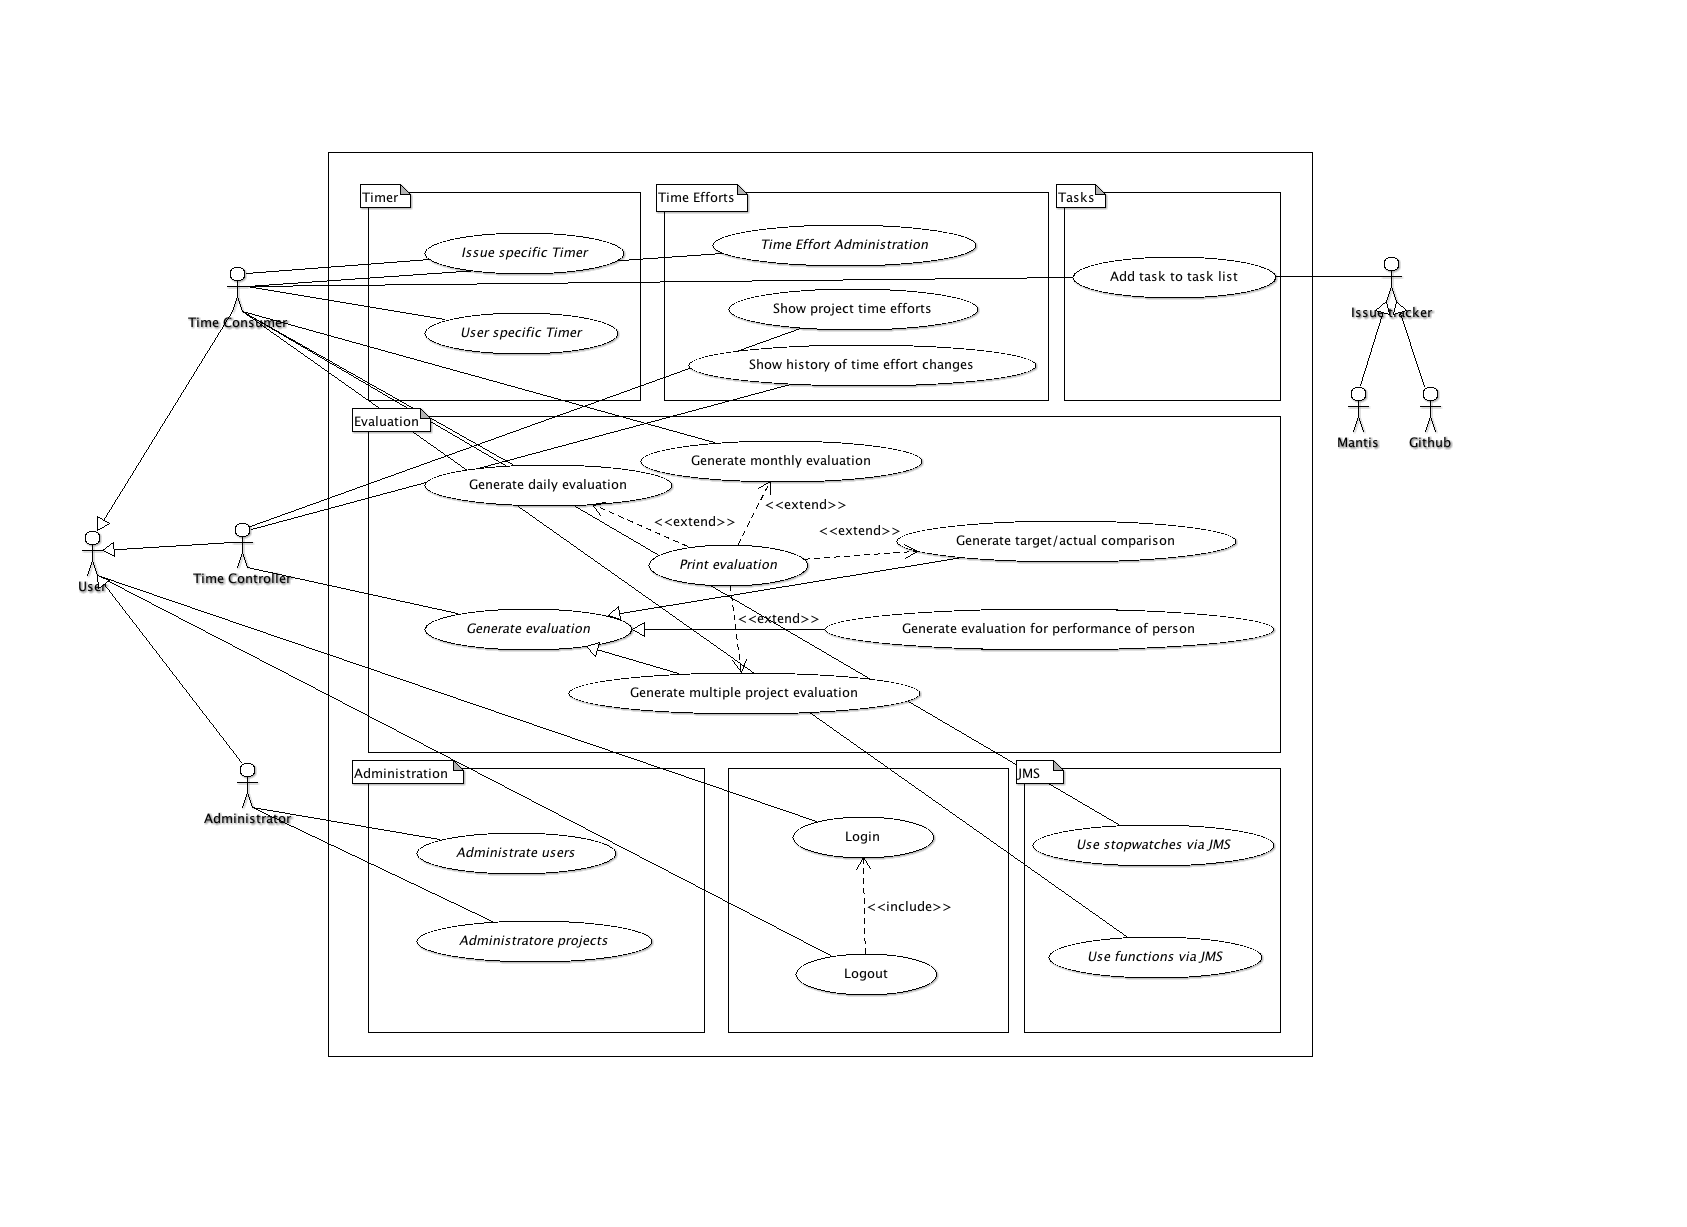 Timer
Time Efforts
Tasks
Issue specific Timer
Time Effort Administration
Add task to task list
Time Consumer
Show project time efforts
Issue tracker
User specific Timer
Show history of time effort changes
Evaluation
Mantis
Github
Generate monthly evaluation
Generate daily evaluation
<<extend>>
<<extend>>
<<extend>>
Generate target/actual comparison
Print evaluation
User
Time Controller
<<extend>>
Generate evaluation
Generate evaluation for performance of person
Generate multiple project evaluation
Administration
JMS
Administrator
Login
Use stopwatches via JMS
Administrate users
<<include>>
Administratore projects
Use functions via JMS
Logout